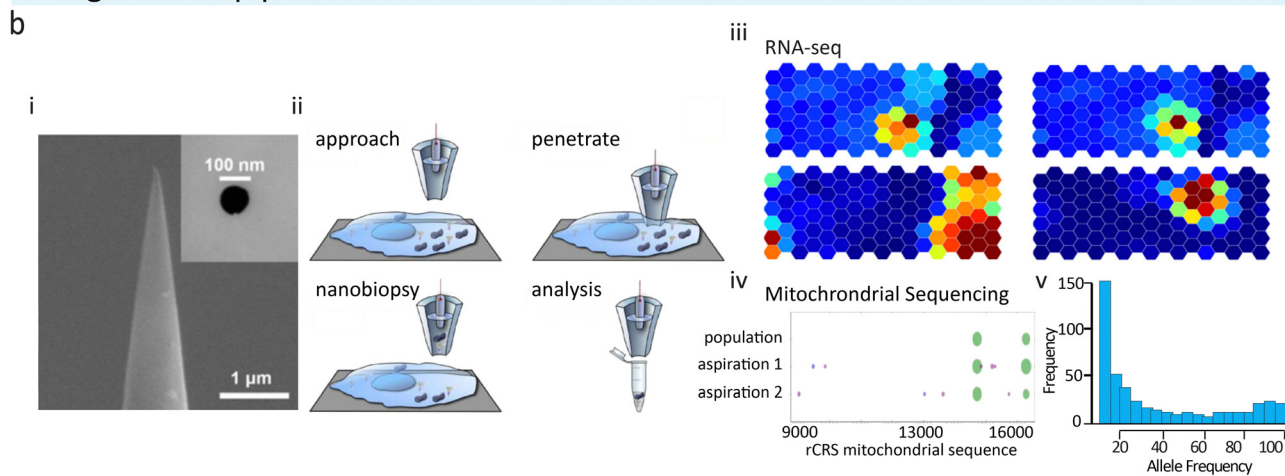 b
i
100 nm
1 µm
ii
approach
penetrate
nanobiopsy
analysis
iii
RNA-seq
iv
Mitochrondrial Sequencing
population
aspiration 1
aspiration 2
9000 13000 16000
rCRS mitochondrial sequence
v
Frequency
150
100
50
0
20 40 60 80 100
Allele Frequency